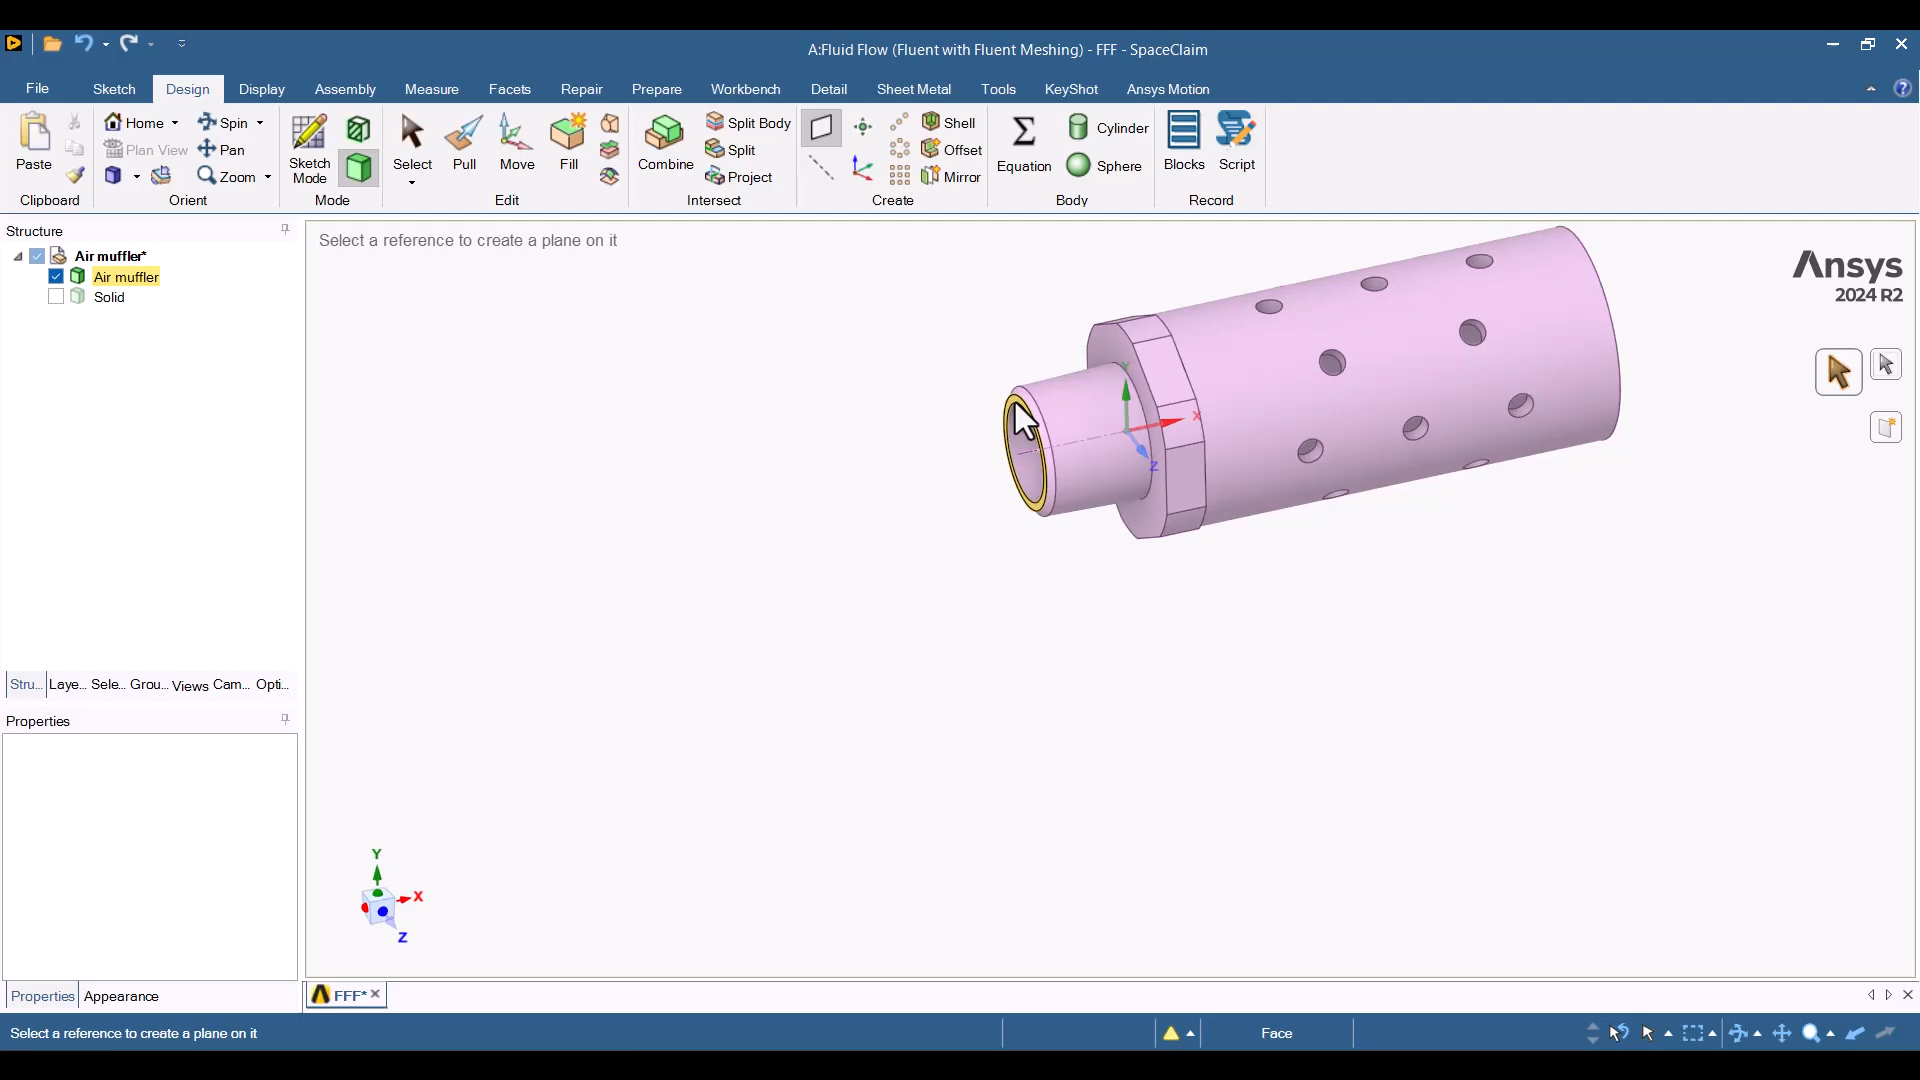 A:Fluid Flow (Fluent with Fluent Meshing) - FFF - SpaceClaim
File Sketch Design Display Assembly Measure Facets Repair Prepare Workbench Detail Sheet Metal Tools KeyShot Ansys Motion
Paste
Clipboard
Home Spin
Plan View Pan
Zoom
Orient
Sketch Mode
Mode
Select Pull Move Fill
Edit
Combine
Split Body
Split
Project
Intersect
Shell
Offset
Mirror
Create
Equation
Cylinder
Sphere
Body
Blocks Script
Record
Structure
Air muffler*
Air muffler
Solid
Stru... Laye... Sele... Grou... Views Cam... Opti...
Properties
Properties Appearance
Select a reference to create a plane on it
Ansys
2024 R2
Y
X
Z
Y
X
Z
FFF*
Select a reference to create a plane on it
Face